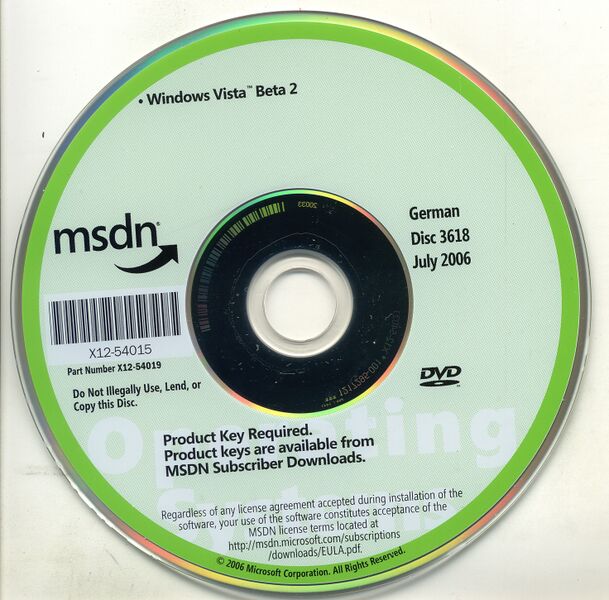 • Windows Vista™ Beta 2
German
Disc 3618
July 2006
msdn®
X12-54015
Part Number X12-54019
Do Not Illegally Use, Lend, or
Copy this Disc.
DVD
Operating
Systems
Product Key Required.
Product keys are available from
MSDN Subscriber Downloads.
Regardless of any license agreement accepted during installation of the
software, your use of the software constitutes acceptance of the
MSDN license terms located at
http://msdn.microsoft.com/subscriptions
/downloads/EULA.pdf.
© 2006 Microsoft Corporation. All Rights Reserved.